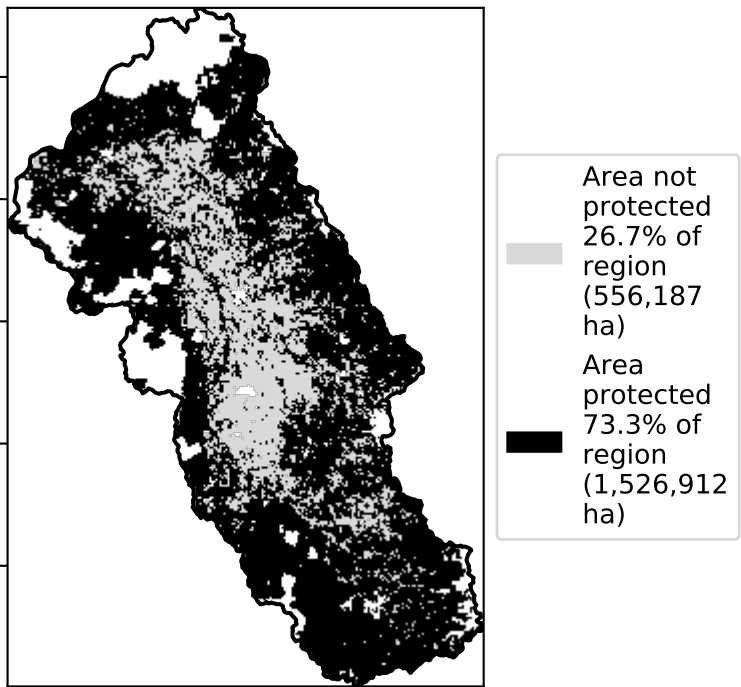 Area not
protected
26.7% of
region
(556,187
ha)
Area
protected
73.3% of
region
(1,526,912
ha)